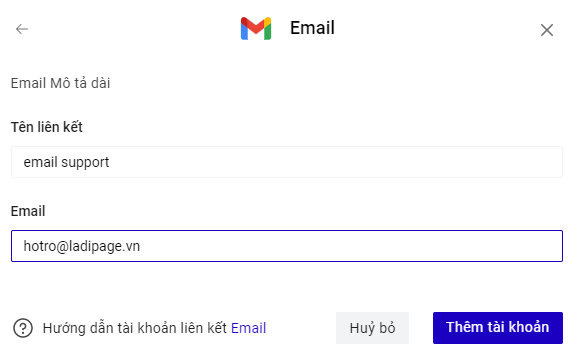 Email
Email Mô tả dài
Tên liên kết
email support
Email
hotro@ladipage.vn
Hướng dẫn tài khoản liên kết Email
Huỷ bỏ
Thêm tài khoản